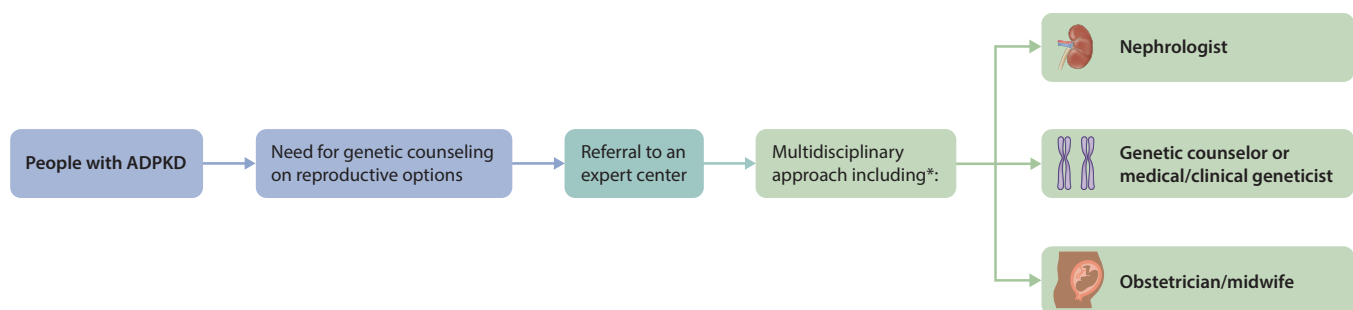 Nephrologist
People with ADPKD
Need for genetic counseling
on reproductive options
Referral to an
expert center
Multidisciplinary
approach including*:
Genetic counselor or
medical/clinical geneticist
Obstetrician/midwife